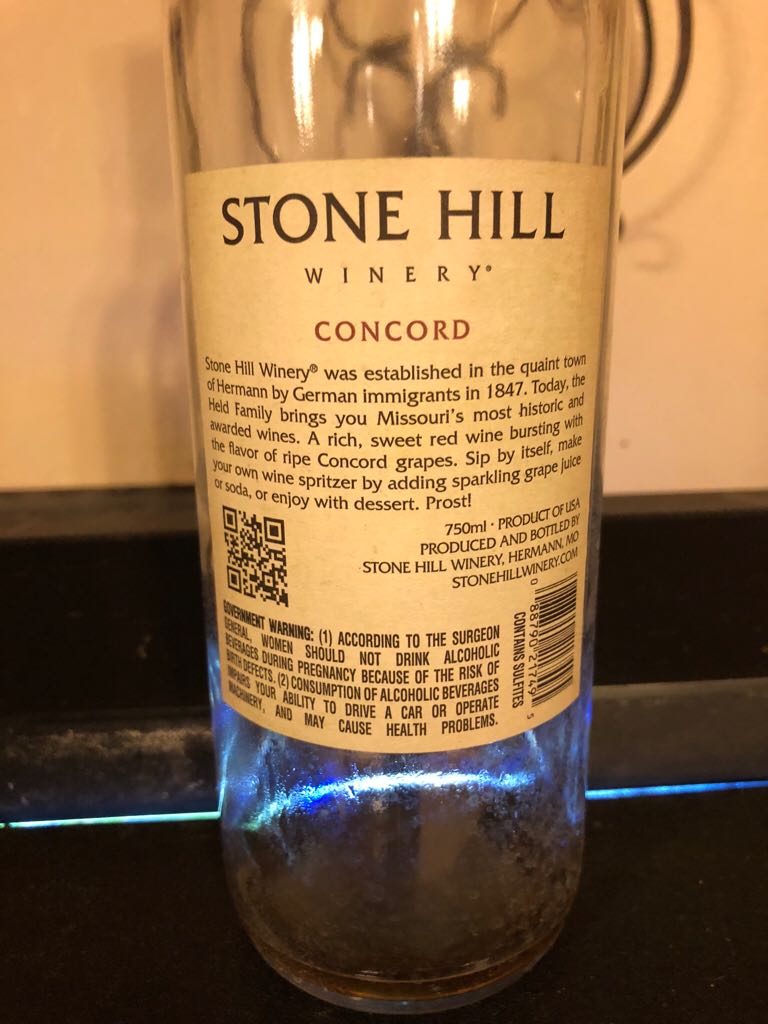 STONE HILL
WINERY®
CONCORD
Stone Hill Winery® was established in the quaint town
of Hermann by German immigrants in 1847. Today, the
Held Family brings you Missouri's most historic and
awarded wines. A rich, sweet red wine bursting with
the flavor of ripe Concord grapes. Sip by itself, make
your own wine spritzer by adding sparkling grape juice
or soda, or enjoy with dessert. Prost!
750ml · PRODUCT OF USA
PRODUCED AND BOTTLED BY
STONE HILL WINERY, HERMANN, MO
STONEHILLWINERY.COM
GOVERNMENT WARNING: (1) ACCORDING TO THE SURGEON
GENERAL, WOMEN SHOULD NOT DRINK ALCOHOLIC
BEVERAGES DURING PREGNANCY BECAUSE OF THE RISK OF
BIRTH DEFECTS. (2) CONSUMPTION OF ALCOHOLIC BEVERAGES
IMPAIRS YOUR ABILITY TO DRIVE A CAR OR OPERATE
MACHINERY, AND MAY CAUSE HEALTH PROBLEMS.
CONTAINS SULFITES
0 88790 21749 5